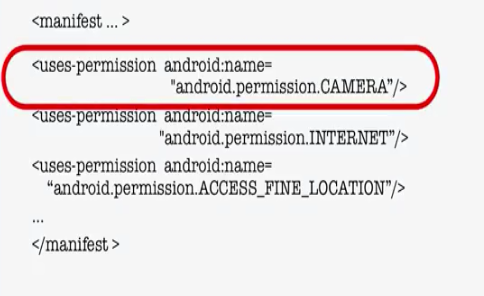 <manifest ... >
<uses-permission android:name=
"android.permission.CAMERA”/>
<uses-permission android:name=
"android.permission.INTERNET”/>
<uses-permission android:name=
“android.permission.ACCESS_FINE_LOCATION”/>
...
</manifest >